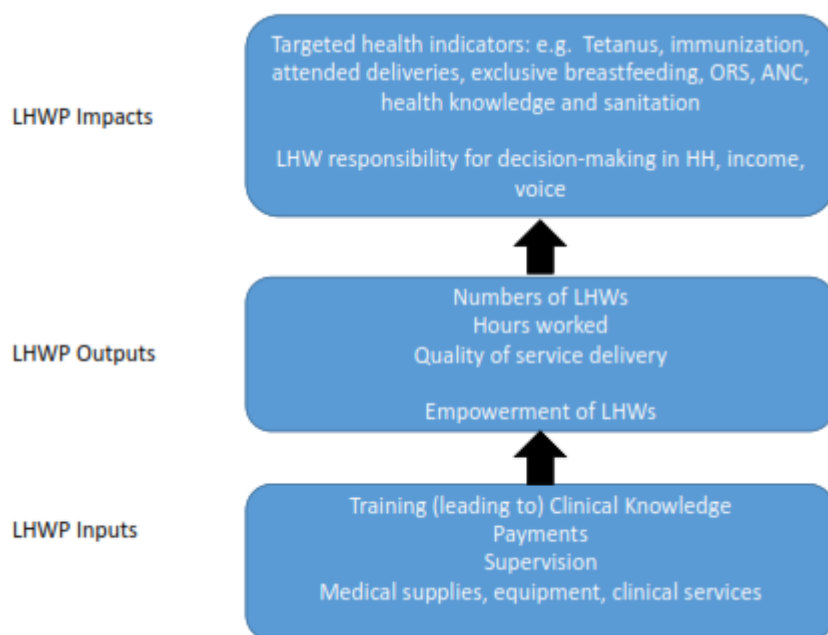 Targeted health indicators: e.g. Tetanus, immunization,
attended deliveries, exclusive breastfeeding, ORS, ANC,
health knowledge and sanitation
LHWP Impacts
LHW responsibility for decision-making in HH, income,
voice
Numbers of LHWs
Hours worked
LHWP Outputs
Quality of service delivery
Empowerment of LHWs
Training (leading to) Clinical Knowledge
Payments
LHWP Inputs
Supervision
Medical supplies, equipment, clinical services